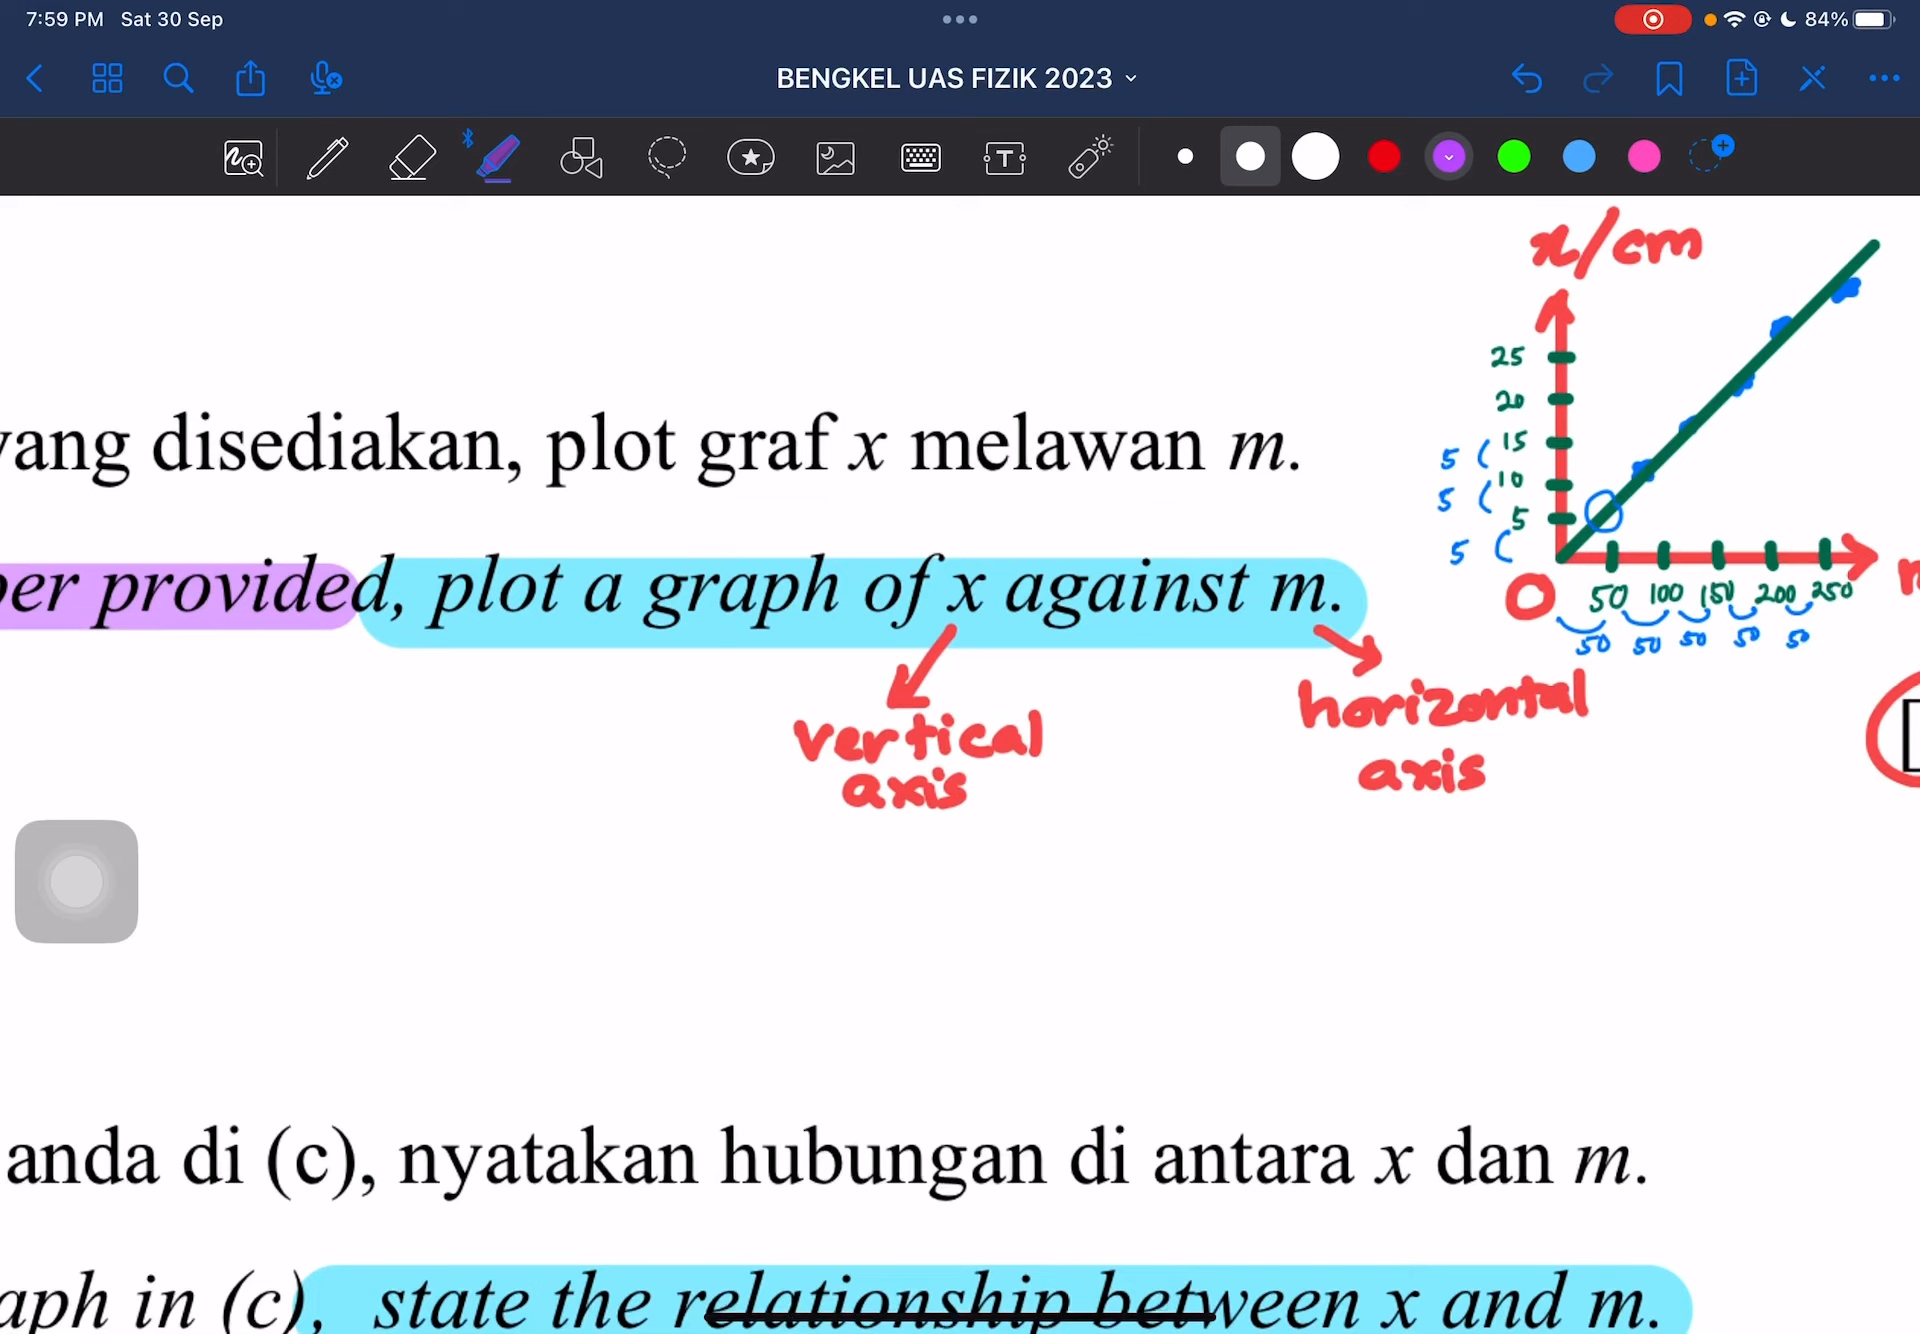 7:59 PM Sat 30 Sep
84%
BENGKEL UAS FIZIK 2023
x/cm
25
20
15
10
5
5
5
5
O
50 100 150 200 250
50 50 50 50 50
yang disediakan, plot graf x melawan m.
per provided, plot a graph of x against m.
vertical
axis
horizontal
axis
anda di (c), nyatakan hubungan di antara x dan m.
aph in (c), state the relationship between x and m.